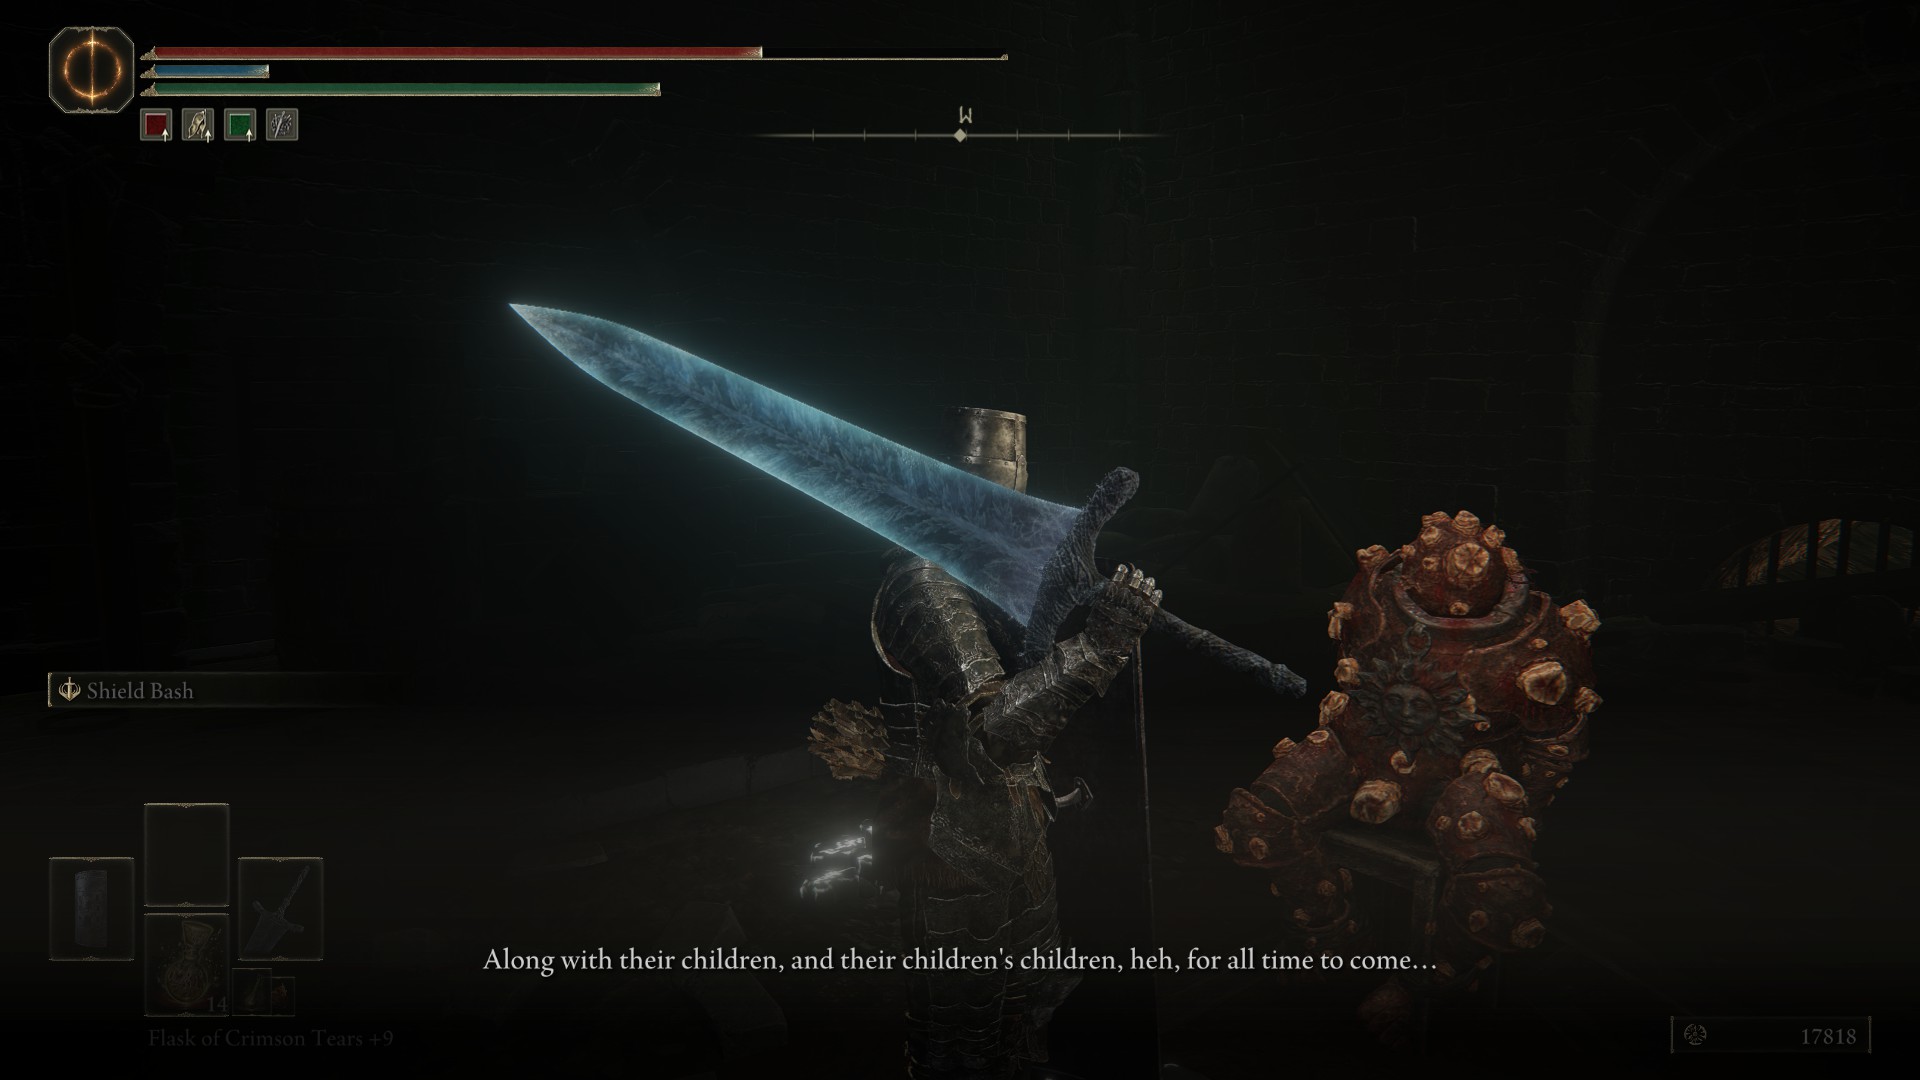 W
Shield Bash
Along with their children, and their children's children, heh, for all time to come…
14
Flask of Crimson Tears +9
17818